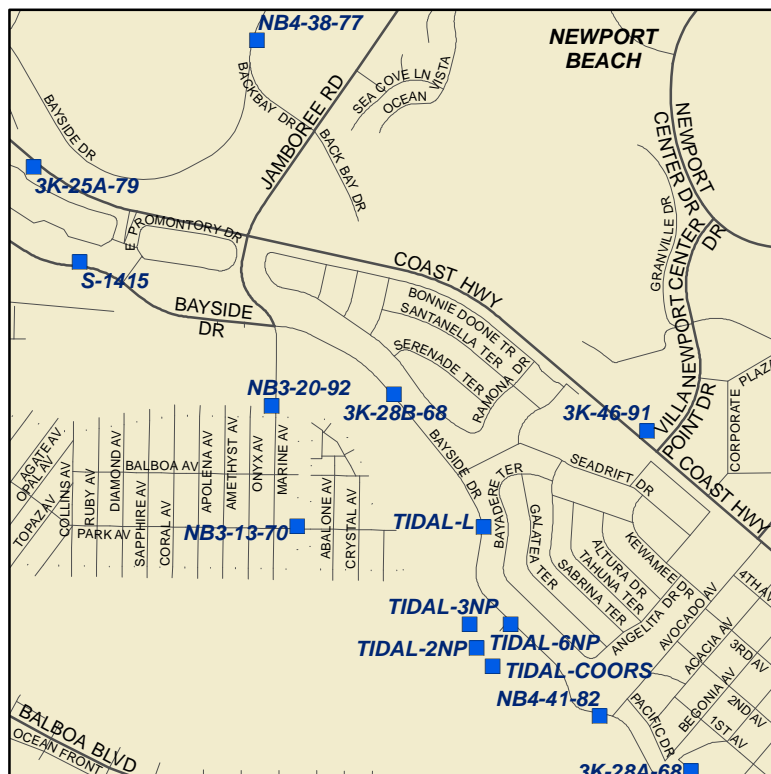 NB4-38-77
NEWPORT
BEACH
BACKBAY DR
SEA COVE LN
OCEAN VISTA
BAYSIDE DR
JAMBOREE RD
BACK BAY DR
NEWPORT
CENTER DR
3K-25A-79
E PROMONTORY DR
GRANVILLE DR
NEWPORT CENTER DR
S-1415
COAST HWY
BAYSIDE
DR
BONNIE DOONE TR
SANTANELLA TER
SERENADE TER
RAMONA DR
NB3-20-92
3K-28B-68
3K-46-91
VILLA
POINT DR
CORPORATE
PLAZA
COAST HWY
AGATE AV
OPAL AV
TOPAZ AV
COLLINS AV
RUBY AV
DIAMOND AV
BALBOA AV
SAPPHIRE AV
CORAL AV
APOLENA AV
AMETHYST AV
ONYX AV
MARINE AV
PARK AV
NB3-13-70
ABALONE AV
CRYSTAL AV
BAYSIDE DR
TIDAL-L
BAYADERE TER
SEADRIFT DR
GALATEA TER
ALTURA DR
TAHUNA TER
SABRINA TER
KEWAMEE DR
ANGELITA DR
AVOCADO AV
4TH AV
ACACIA AV
3RD AV
BEGONIA AV
2ND AV
1ST AV
TIDAL-3NP
TIDAL-6NP
TIDAL-2NP
TIDAL-COORS
NB4-41-82
PACIFIC DR
BALBOA BLVD
OCEAN FRONT
3K-28A-68